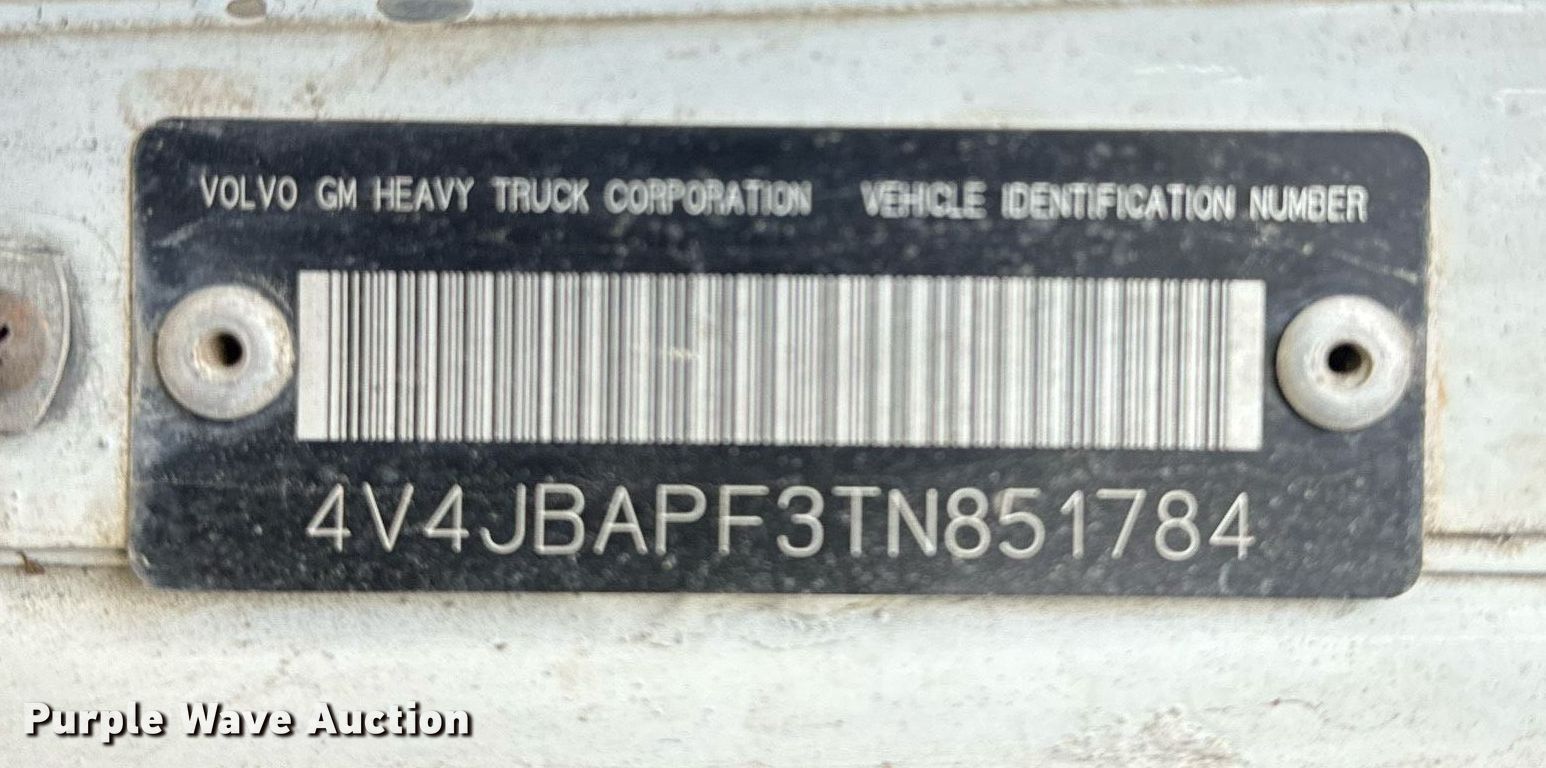 VOLVO GM HEAVY TRUCK CORPORATION VEHICLE IDENTIFICATION NUMBER
4V4JBAPF3TN851784
Purple Wave Auction